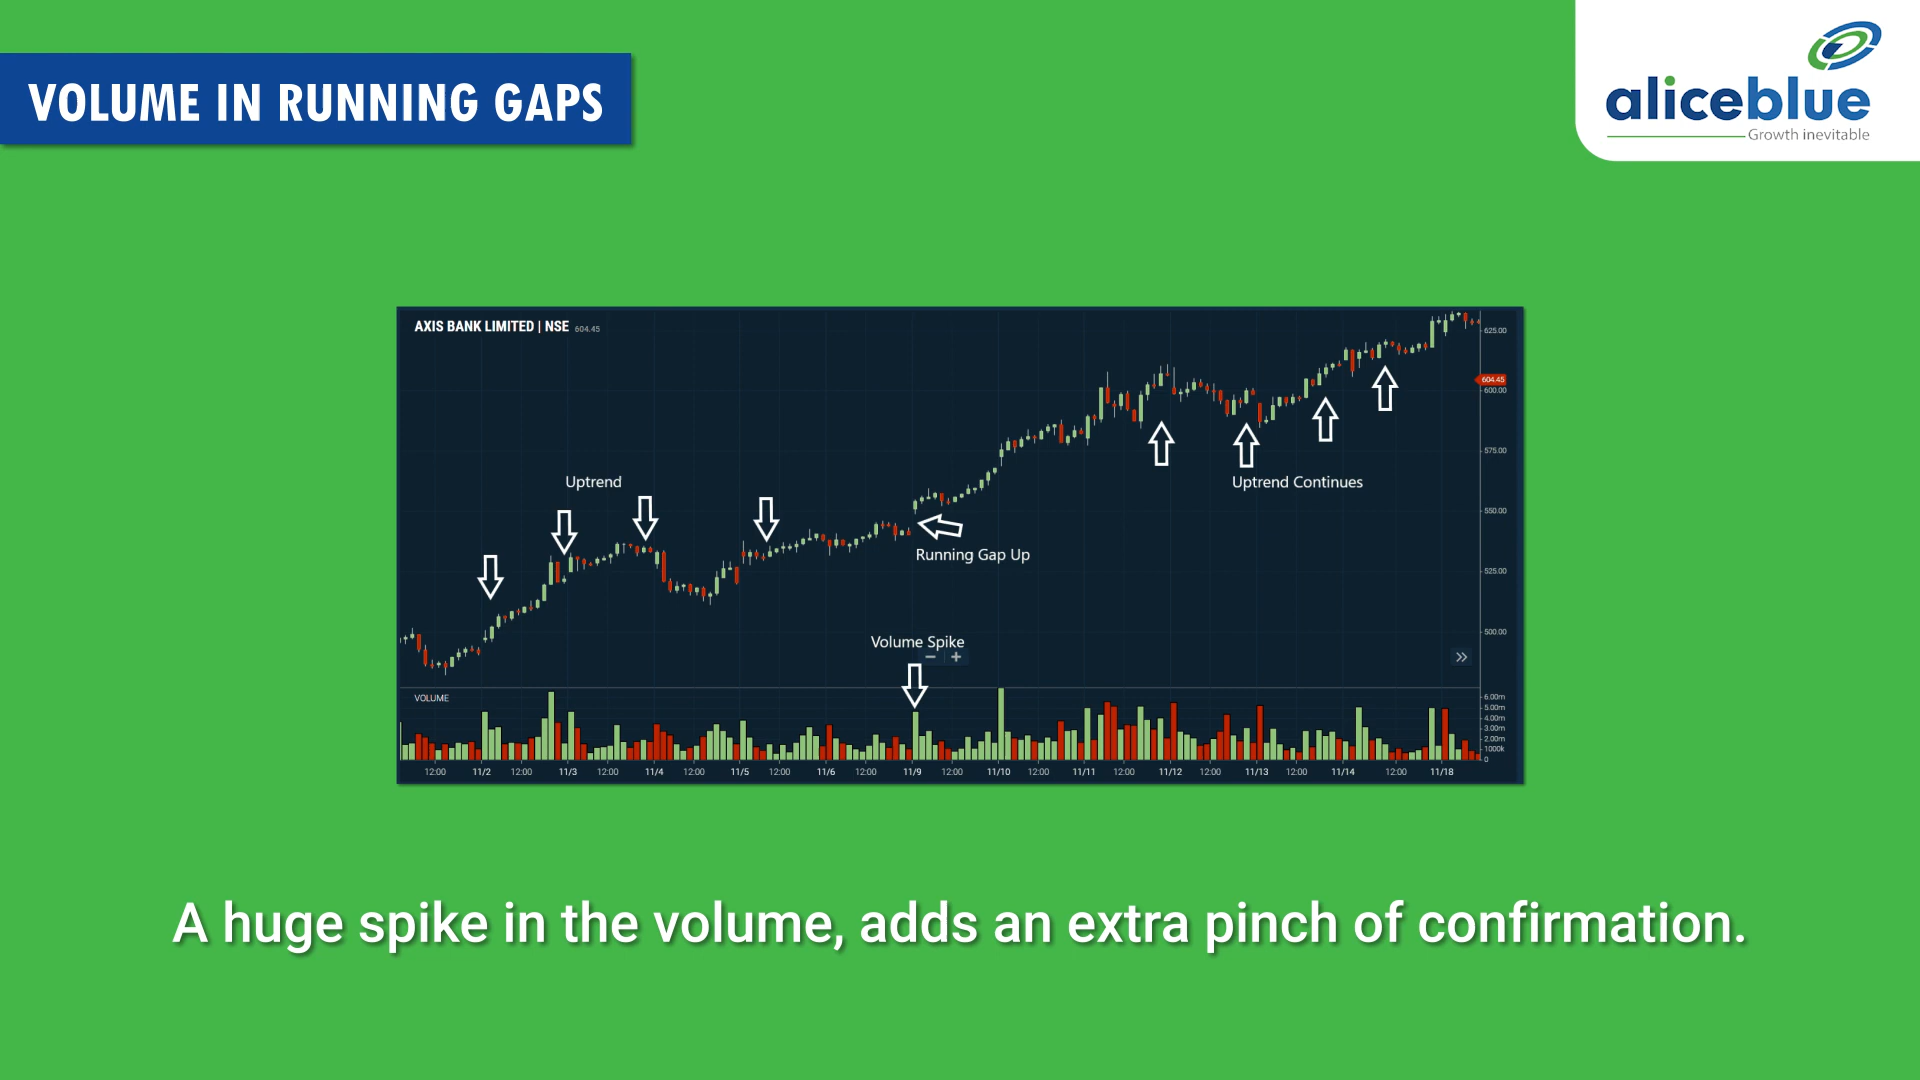 VOLUME IN RUNNING GAPS
aliceblue
Growth inevitable
AXIS BANK LIMITED | NSE 604.45
625.00
604.45
600.00
575.00
Uptrend
Uptrend Continues
550.00
Running Gap Up
525.00
500.00
Volume Spike
− +
»
VOLUME
6.00m
5.00m
4.00m
3.00m
2.00m
1000k
0
12:00 11/2 12:00 11/3 12:00 11/4 12:00 11/5 12:00 11/6 12:00 11/9 12:00 11/10 12:00 11/11 12:00 11/12 12:00 11/13 12:00 11/14 12:00 11/18
A huge spike in the volume, adds an extra pinch of confirmation.